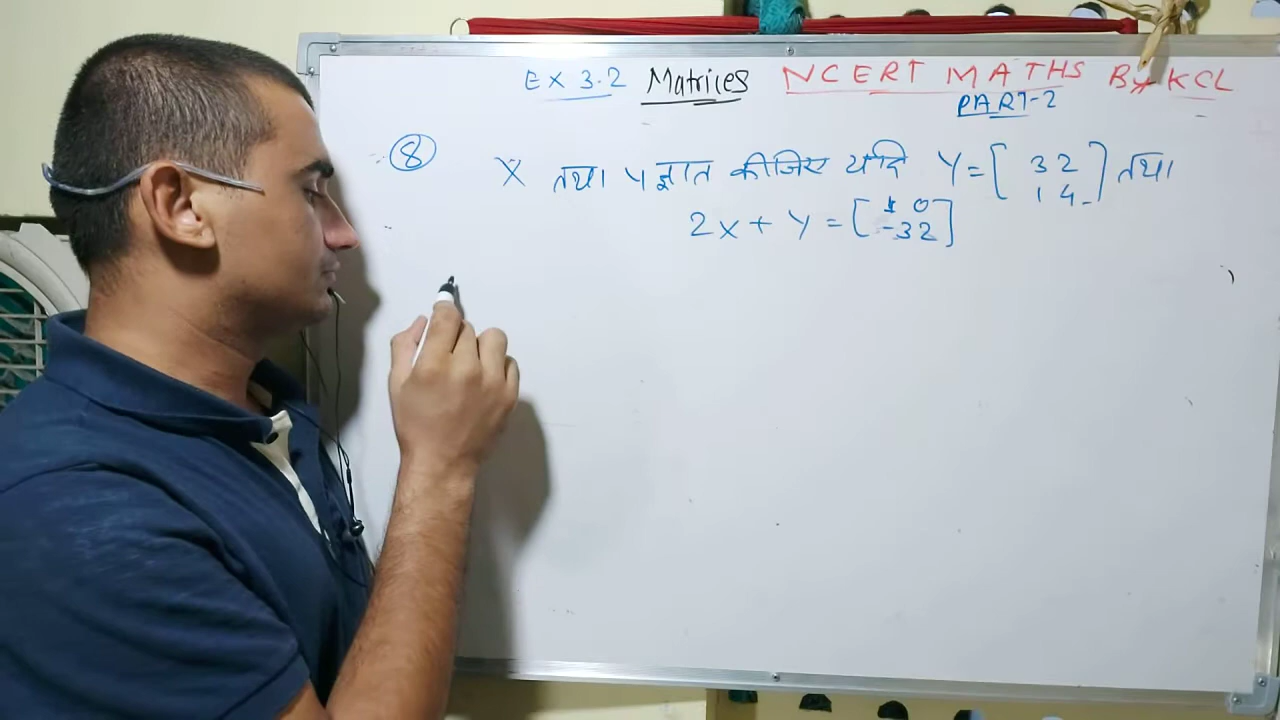 EX 3.2 Matrices NCERT MATHS By KCL
PART-2
⑧ X तथा Y ज्ञात कीजिए यदि Y = [3 2
1 4] तथा
2X + Y = [1 0
-3 2]